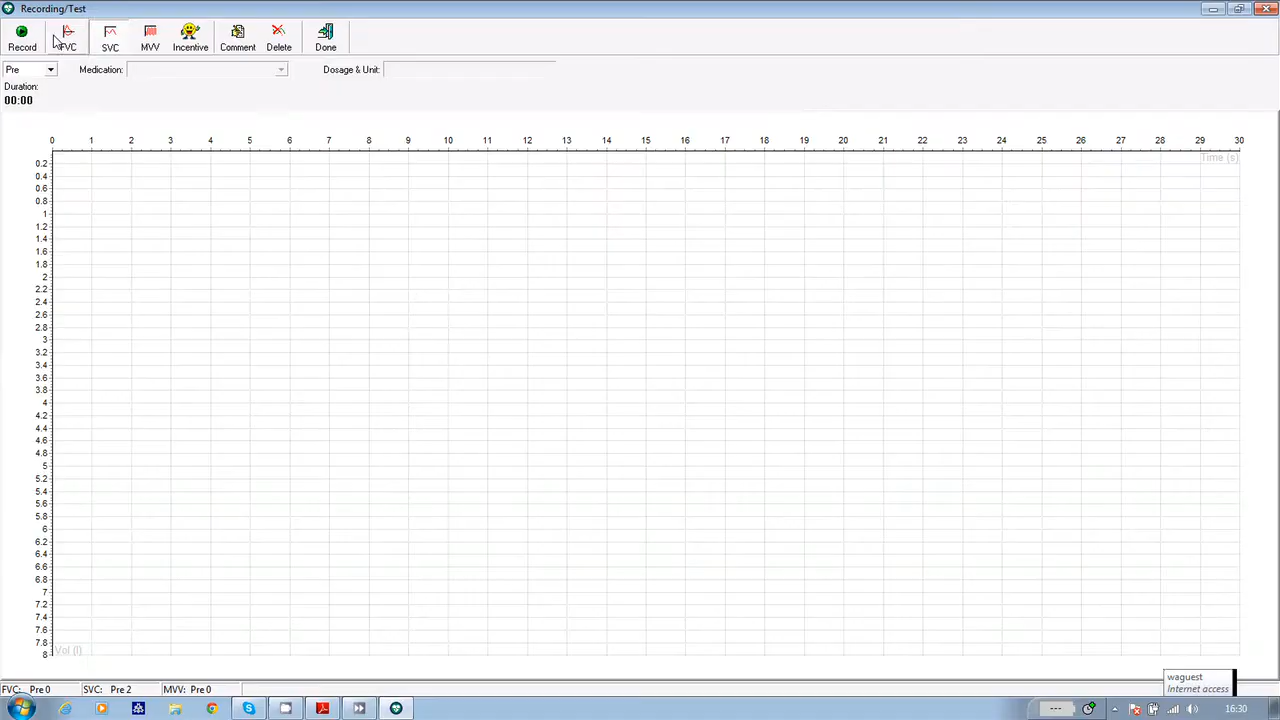 Recording/Test
Record
FVC
SVC
MVV
Incentive
Comment
Delete
Done
Pre
Medication:
Dosage & Unit:
Duration:
00:00
0 1 2 3 4 5 6 7 8 9 10 11 12 13 14 15 16 17 18 19 20 21 22 23 24 25 26 27 28 29 30
Time (s)
0.2
0.4
0.6
0.8
1
1.2
1.4
1.6
1.8
2
2.2
2.4
2.6
2.8
3
3.2
3.4
3.6
3.8
4
4.2
4.4
4.6
4.8
5
5.2
5.4
5.6
5.8
6
6.2
6.4
6.6
6.8
7
7.2
7.4
7.6
7.8
8
Vol (l)
waguest
Internet access
FVC: Pre 0 SVC: Pre 2 MVV: Pre 0
--- 16:30